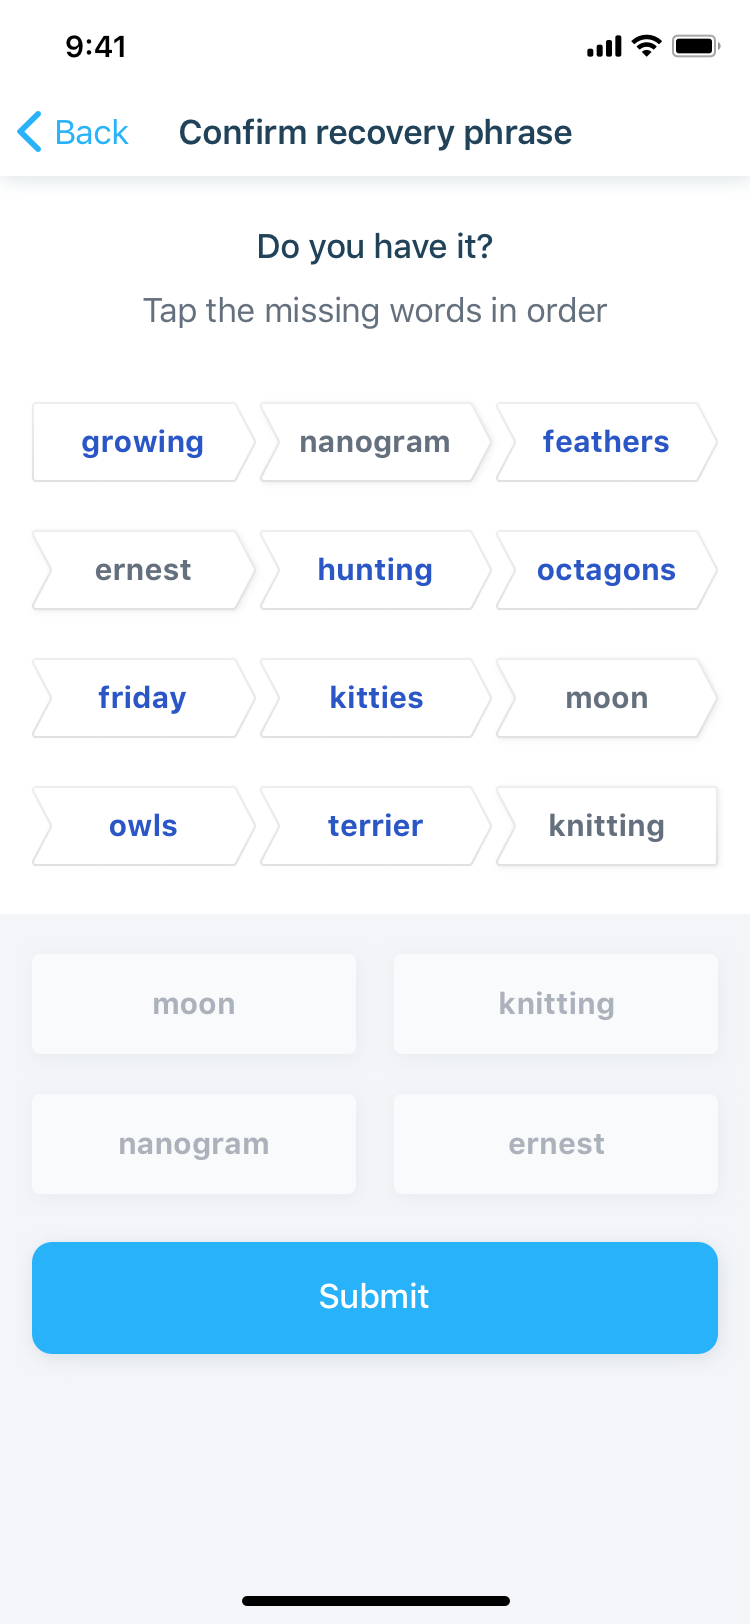 9:41
Back Confirm recovery phrase
Do you have it?
Tap the missing words in order
growing nanogram feathers
ernest hunting octagons
friday kitties moon
owls terrier knitting
moon knitting
nanogram ernest
Submit